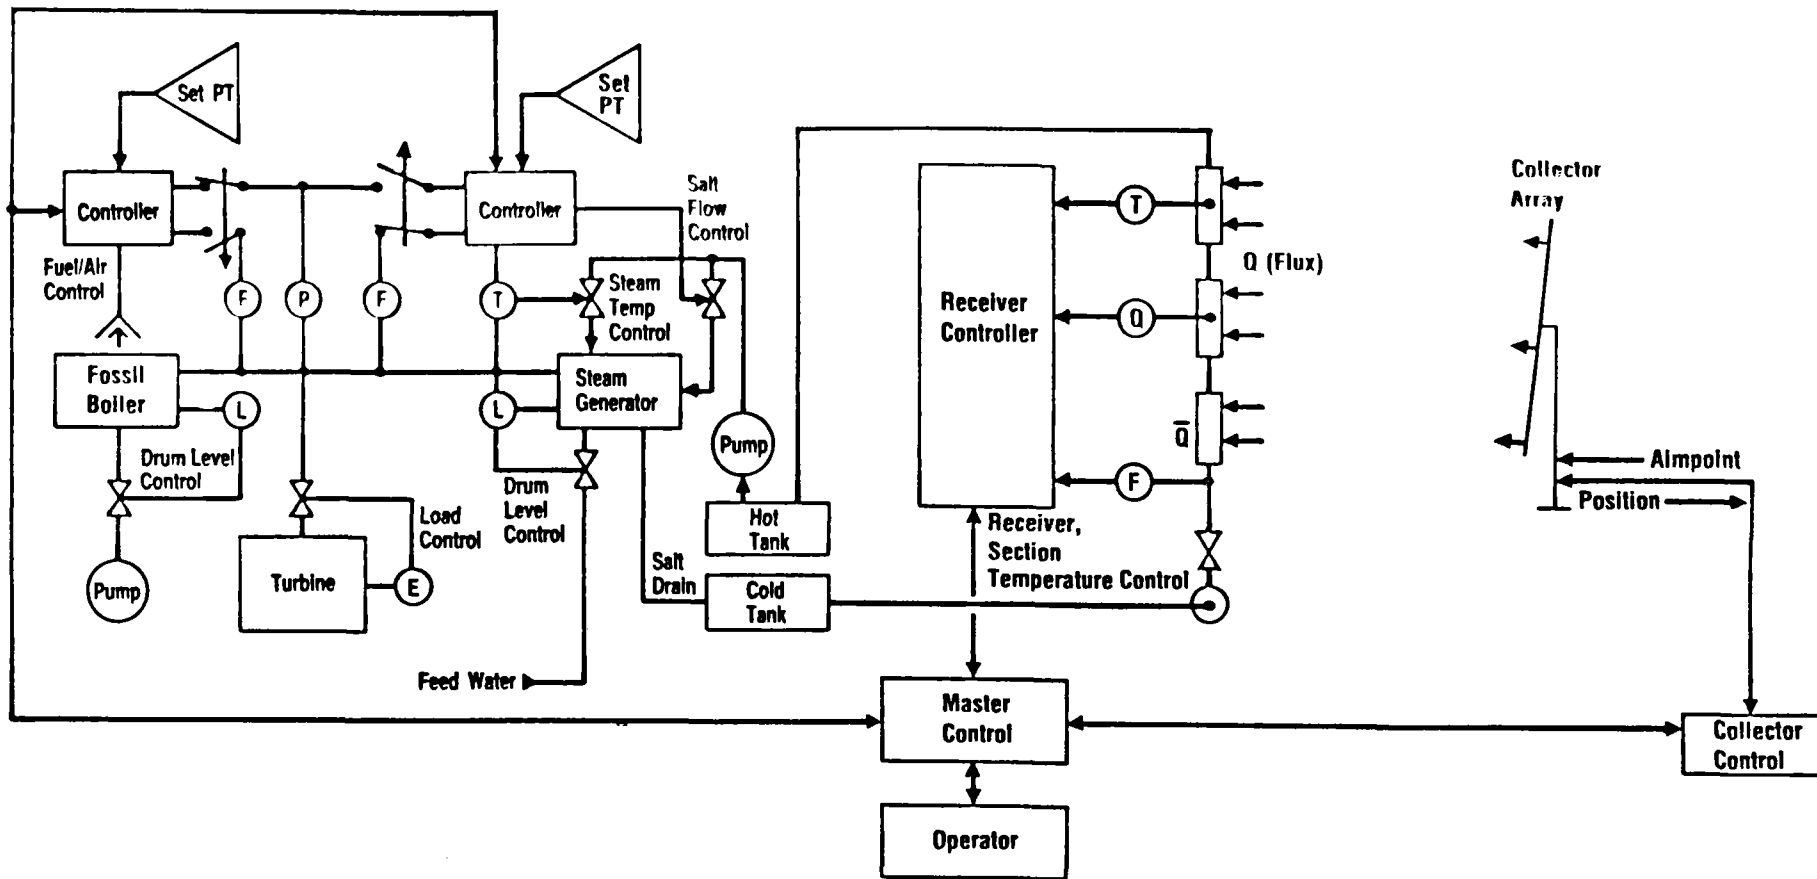 Set PT
Set
PT
Controller
Controller
Salt
Flow
Control
Fuel/Air
Control
F
P
F
T
Steam
Temp
Control
Fossil
Boiler
L
Steam
Generator
L
Pump
Drum Level
Control
Drum
Level
Control
Load
Control
Pump
Turbine
E
Hot
Tank
Salt
Drain
Cold
Tank
Feed Water
Receiver
Controller
T
Q
Q (Flux)
Q̅
F
Receiver,
Section
Temperature Control
Collector
Array
Aimpoint
Position
Master
Control
Collector
Control
Operator